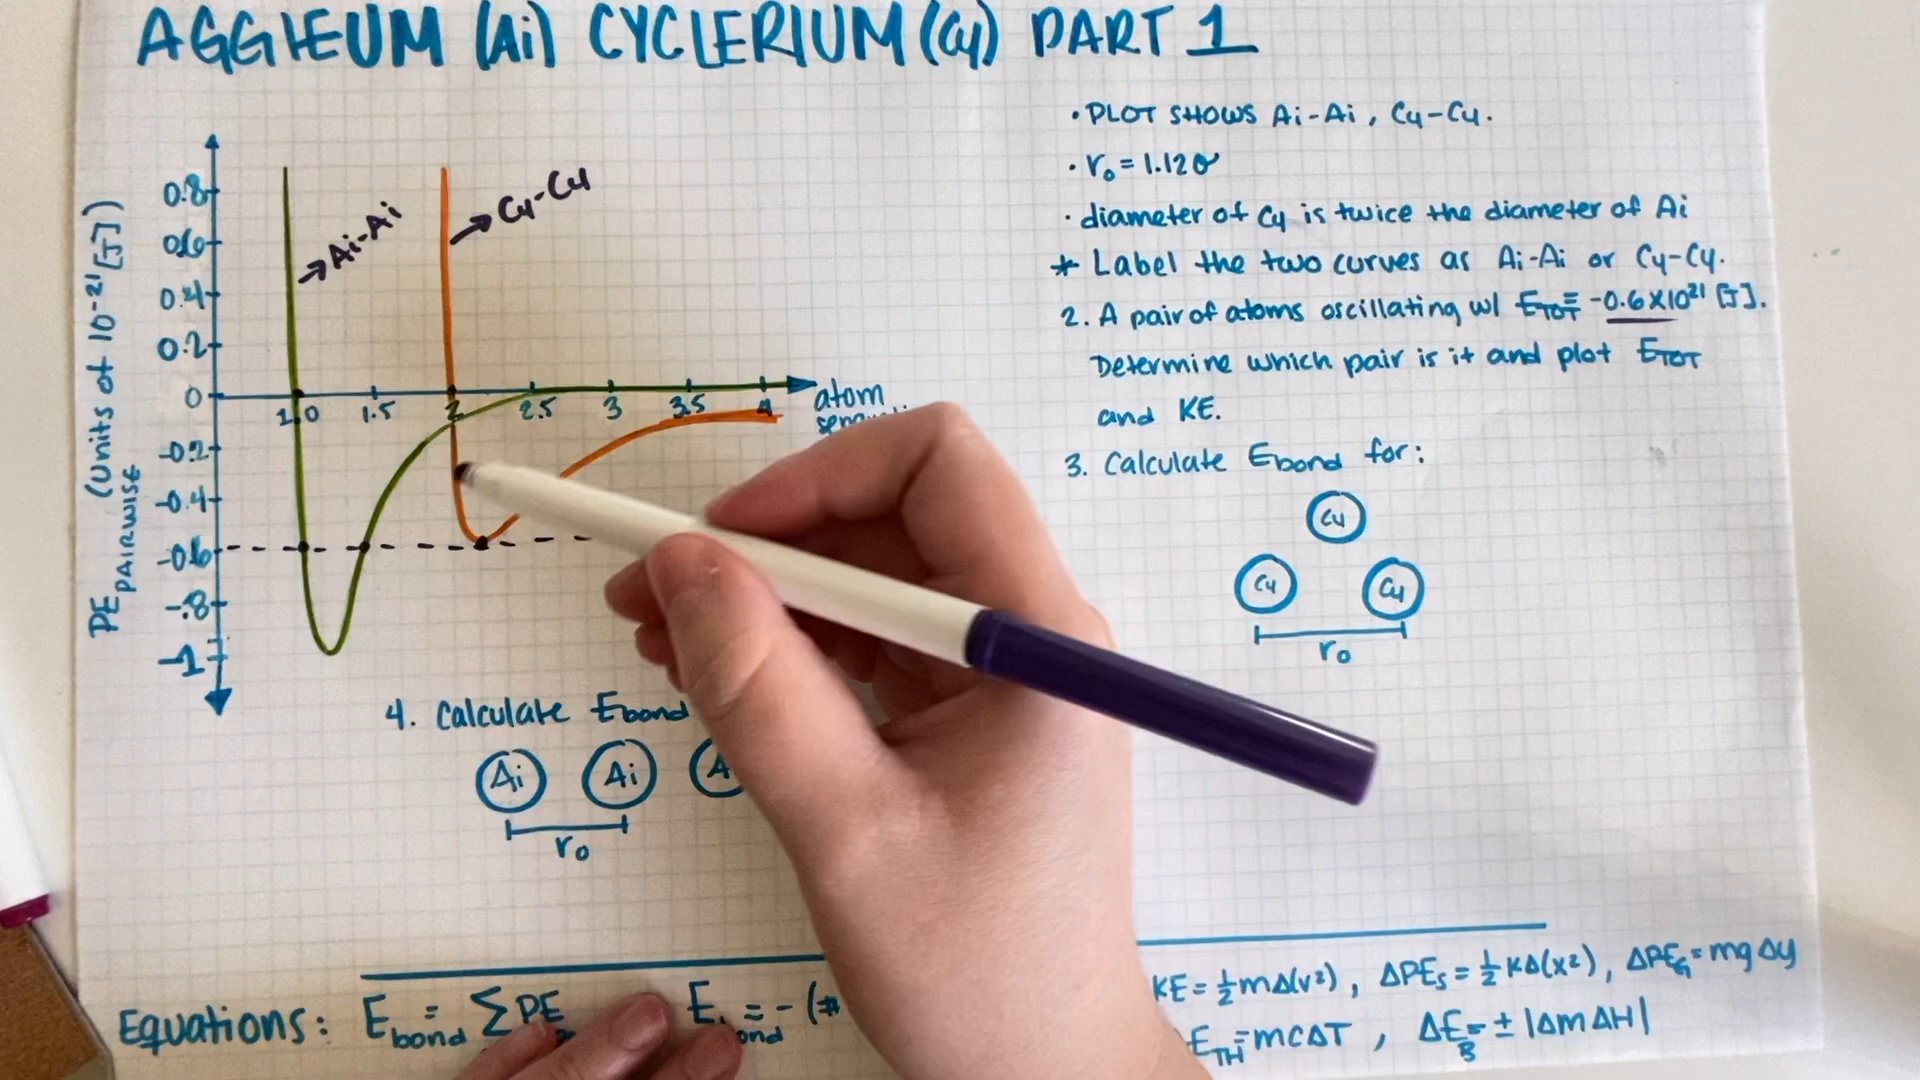 AGGIEUM (Ai) CYCLERIUM (Cy) PART 1
• PLOT SHOWS Ai-Ai, Cy-Cy.
• r₀ = 1.12σ
• diameter of Cy is twice the diameter of Ai
* Label the two curves as Ai-Ai or Cy-Cy.
2. A pair of atoms oscillating w/ ETOT = -0.6 x 10²¹ [J].
Determine which pair is it and plot ETOT
and KE.
3. Calculate Ebond for:
Cy
Cy Cy
r₀
PE PAIRWISE (Units of 10⁻²¹ [J])
0.8
0.6
0.4
0.2
0
-0.2
-0.4
-0.6
-.8
-1
Ai-Ai
Cy-Cy
1.0 1.5 2 2.5 3 3.5 4
atom
4. Calculate Ebond
Ai Ai A
r₀
Equations: Ebond = ΣPE = - (#
KE = ½mΔ(v²), ΔPEs = ½KΔ(x²), ΔPEG = mgΔy
ETH = mCΔT, ΔEB = ± |ΔmΔH|